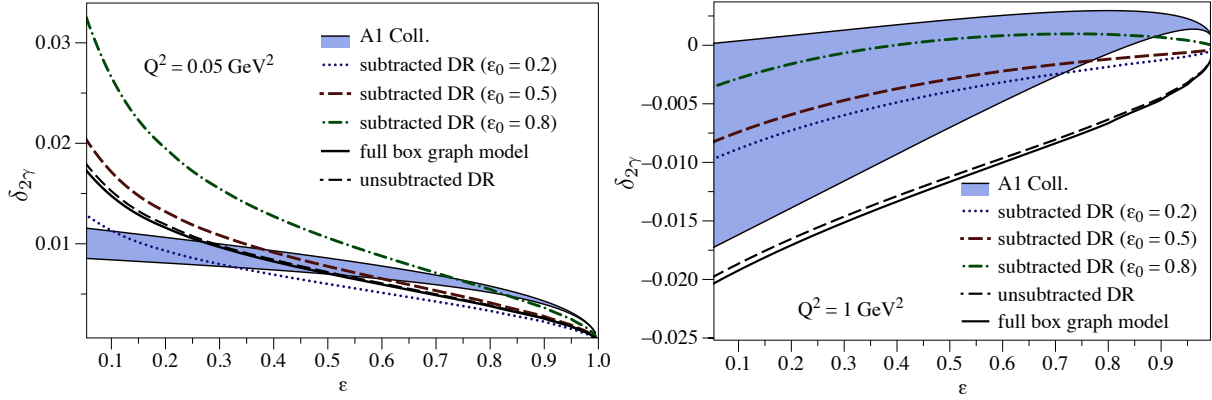 0.03
0.02
0.01
δ2γ
Q² = 0.05 GeV²
A1 Coll.
subtracted DR (ε₀ = 0.2)
subtracted DR (ε₀ = 0.5)
subtracted DR (ε₀ = 0.8)
full box graph model
unsubtracted DR
0.1 0.2 0.3 0.4 0.5 0.6 0.7 0.8 0.9 1.0
ε
0
−0.005
−0.010
−0.015
−0.020
−0.025
δ2γ
A1 Coll.
subtracted DR (ε₀ = 0.2)
subtracted DR (ε₀ = 0.5)
subtracted DR (ε₀ = 0.8)
unsubtracted DR
full box graph model
Q² = 1 GeV²
0.1 0.2 0.3 0.4 0.5 0.6 0.7 0.8 0.9
ε